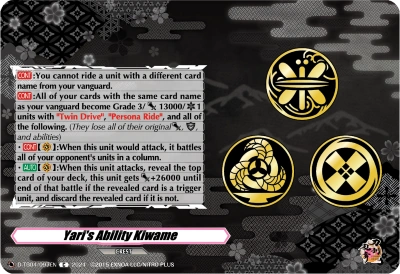 CONT:You cannot ride a unit with a different card
name from your vanguard.
CONT:All of your cards with the same card name
as your vanguard become Grade 3/ 13000/ 1
units with "Twin Drive", "Persona Ride", and all of
the following. (They lose all of their original , ,
and abilities)
• CONT[ ]:When this unit would attack, it battles
all of your opponent's units in a column.
• AUTO[ ]:When this unit attacks, reveal the top
card of your deck, this unit gets +26000 until
end of that battle if the revealed card is a trigger
unit, and discard the revealed card if it is not.
Yari's Ability Kiwame
CREST
2024 ©2015 EXNOA LLC/NITRO PLUS